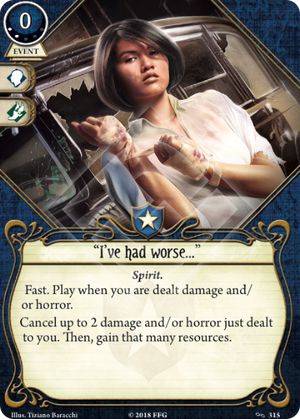 0
EVENT
"I've had worse..."
Spirit.
Fast. Play when you are dealt damage and/
or horror.
Cancel up to 2 damage and/or horror just dealt
to you. Then, gain that many resources.
Illus. Tiziano Baracchi
© 2018 FFG
315